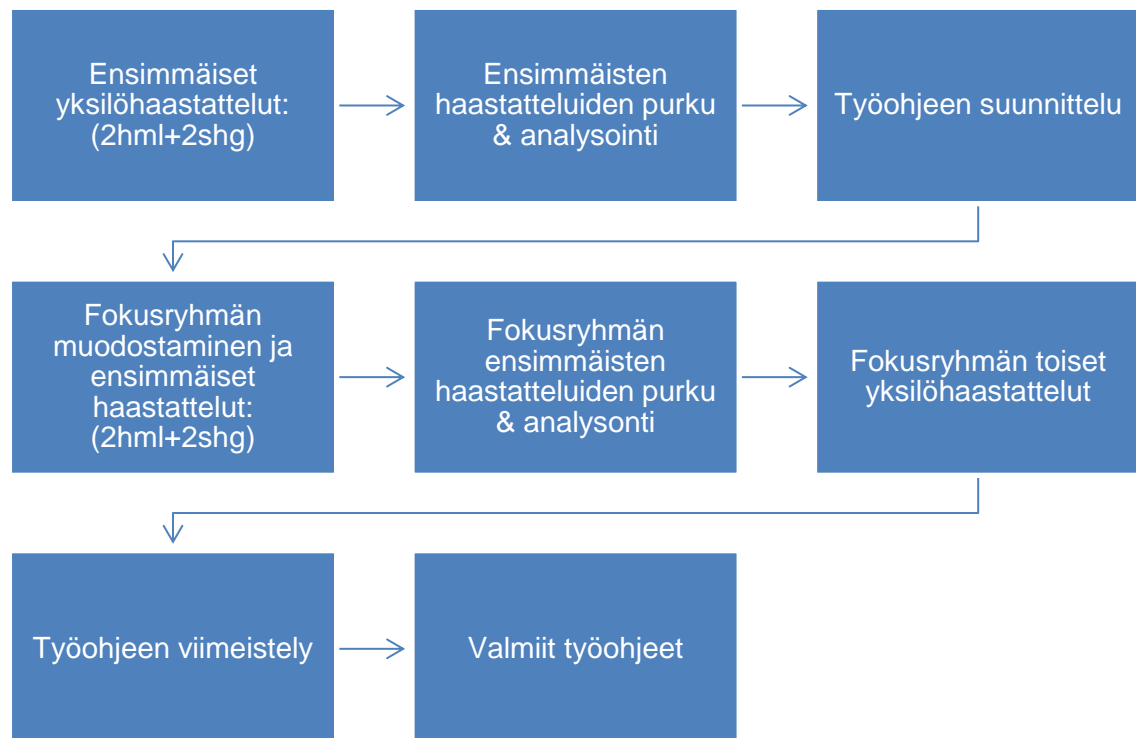 Ensimmäiset
yksilöhaastattelut:
(2hml+2shg)
Ensimmäisten
haastatteluiden purku
& analysointi
Työohjeen suunnittelu
Fokusryhmän
muodostaminen ja
ensimmäiset
haastattelut:
(2hml+2shg)
Fokusryhmän
ensimmäisten
haastatteluiden purku
& analysonti
Fokusryhmän toiset
yksilöhaastattelut
Työohjeen viimeistely
Valmiit työohjeet